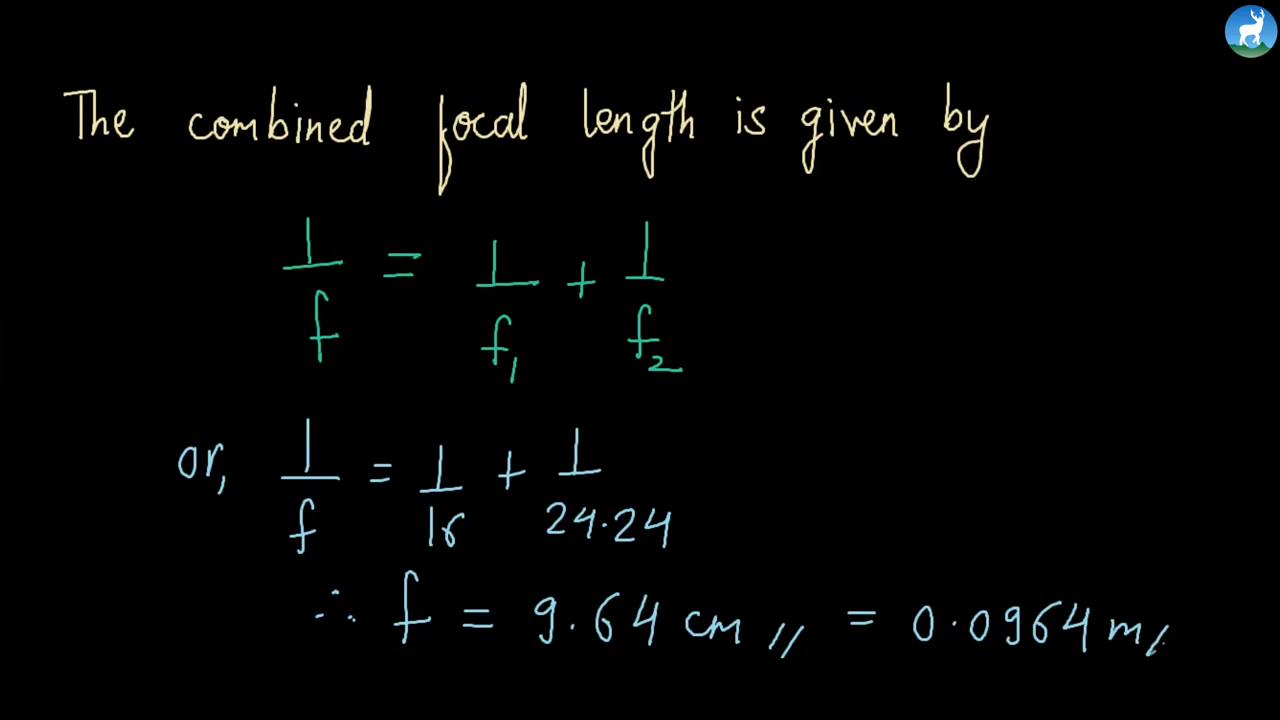 The combined focal length is given by
1/f = 1/f₁ + 1/f₂
or, 1/f = 1/16 + 1/24.24
∴ f = 9.64 cm // = 0.0964 m/